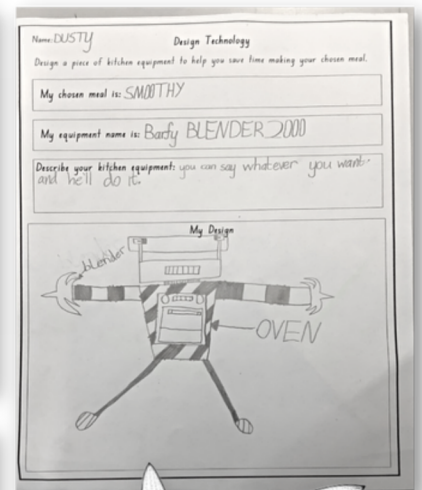 Name: DUSTY
Design Technology
Design a piece of kitchen equipment to help you save time making your chosen meal.
My chosen meal is: SMOOTHY
My equipment name is: Barfy BLENDER 2000
Describe your kitchen equipment: you can say whatever you want
and he'll do it.
My Design
blender
OVEN